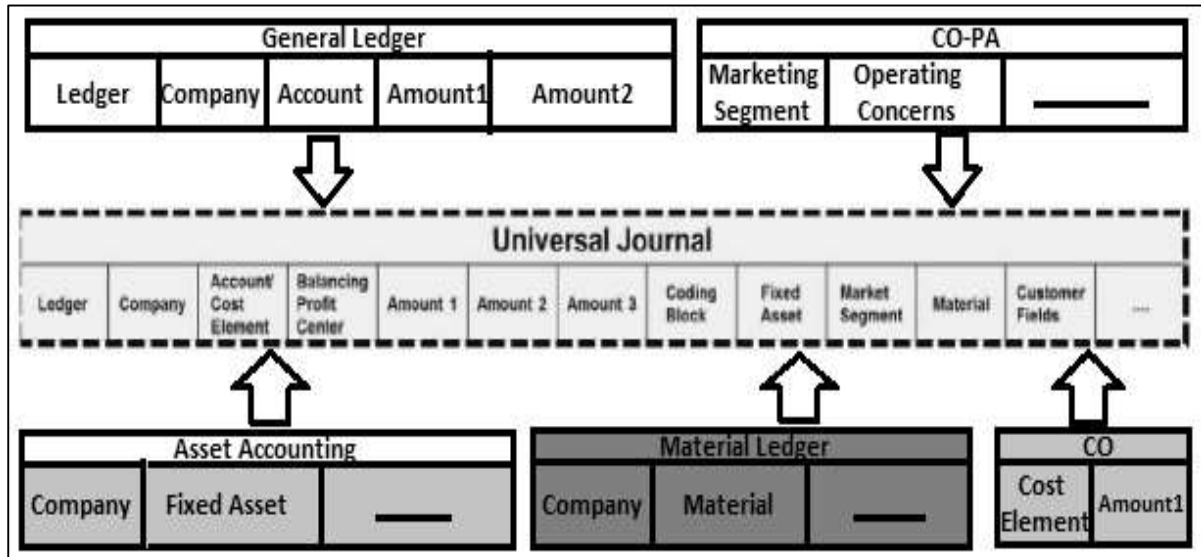 General Ledger
Ledger Company Account Amount1 Amount2
CO-PA
Marketing Segment Operating Concerns
Universal Journal
Ledger Company Account/ Cost Element Balancing Profit Center Amount 1 Amount 2 Amount 3 Coding Block Fixed Asset Market Segment Material Customer Fields ....
Asset Accounting
Company Fixed Asset
Material Ledger
Company Material
CO
Cost Element Amount1